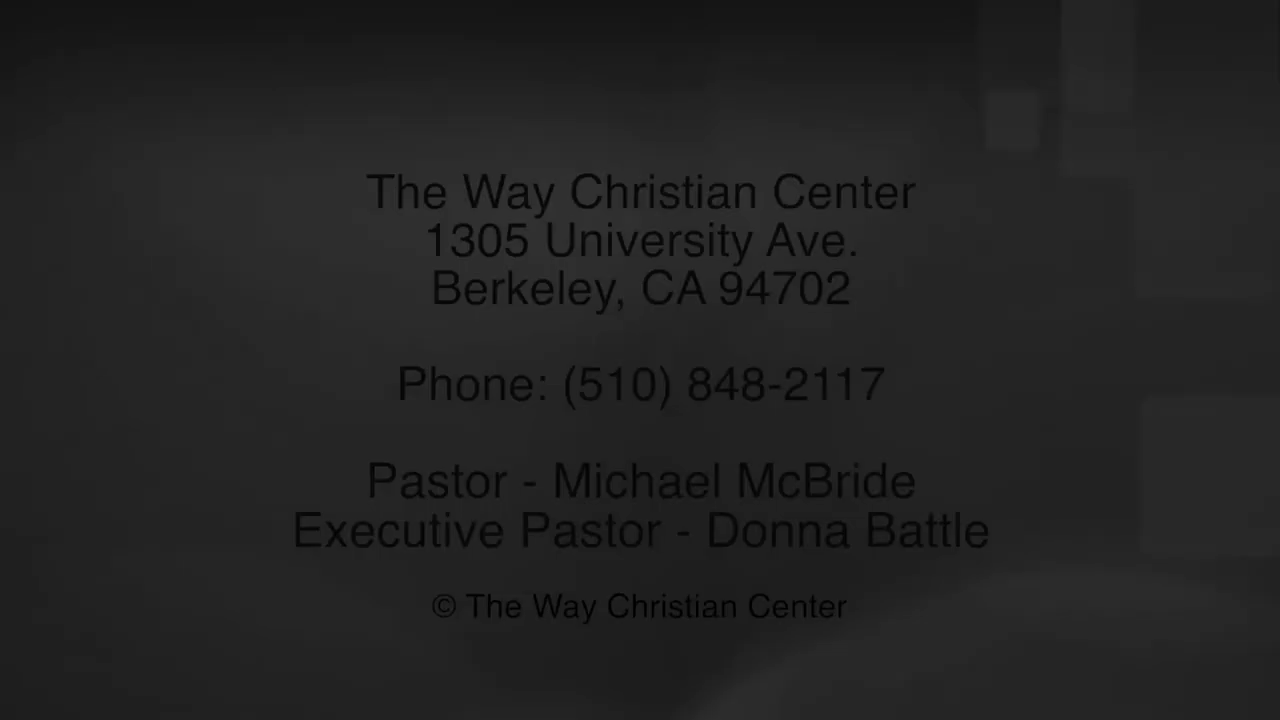 The Way Christian Center
1305 University Ave.
Berkeley, CA 94702
Phone: (510) 848-2117
Pastor - Michael McBride
Executive Pastor - Donna Battle
© The Way Christian Center